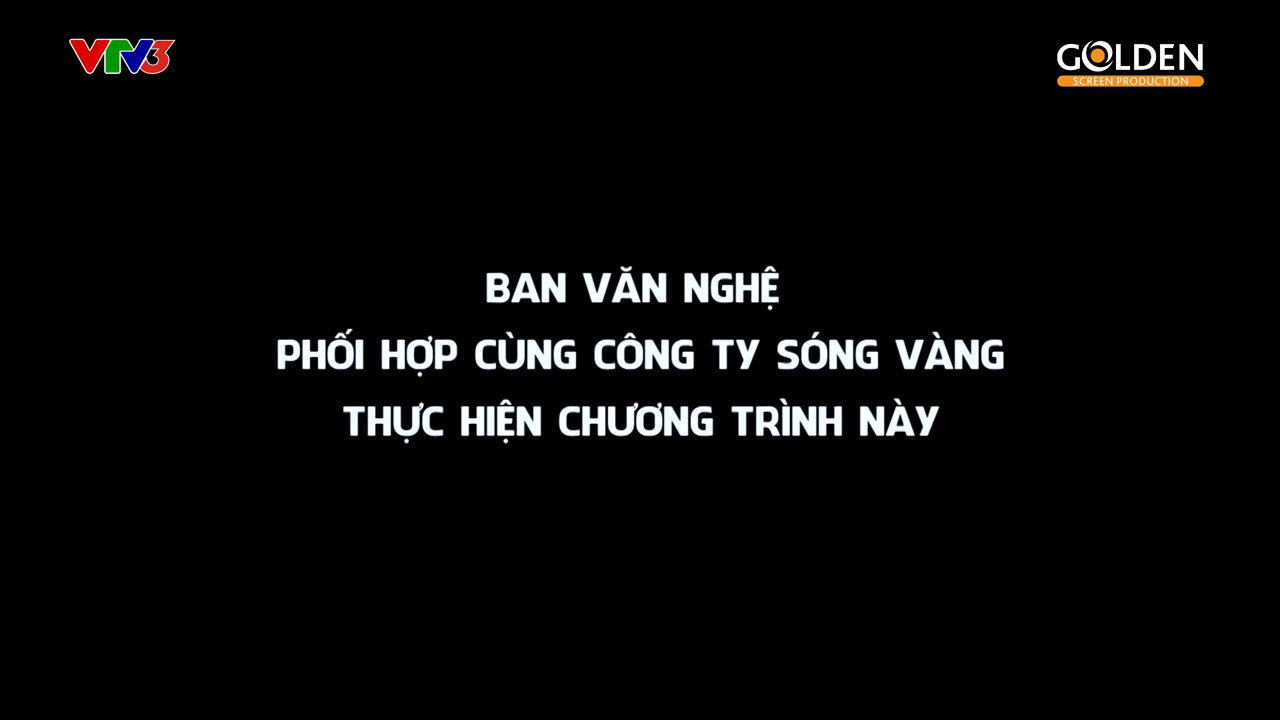 VTV3
GOLDEN
SCREEN PRODUCTION
BAN VĂN NGHỆ
PHỐI HỢP CÙNG CÔNG TY SÓNG VÀNG
THỰC HIỆN CHƯƠNG TRÌNH NÀY